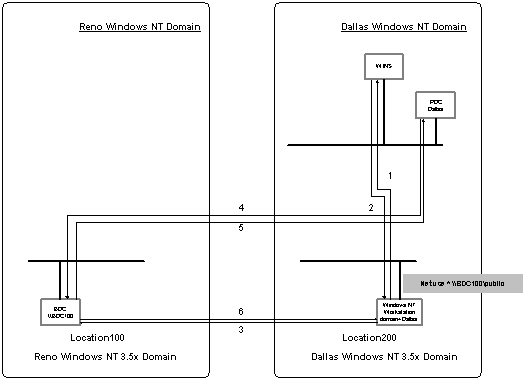 Reno Windows NT Domain
Dallas Windows NT Domain
WINS
PDC
Dallas
1
4
2
5
Net use * \\BDC100\public
BDC
\\BDC100
Windows NT
Workstation
domain=Dallas
6
3
Location100
Location200
Reno Windows NT 3.5x Domain
Dallas Windows NT 3.5x Domain